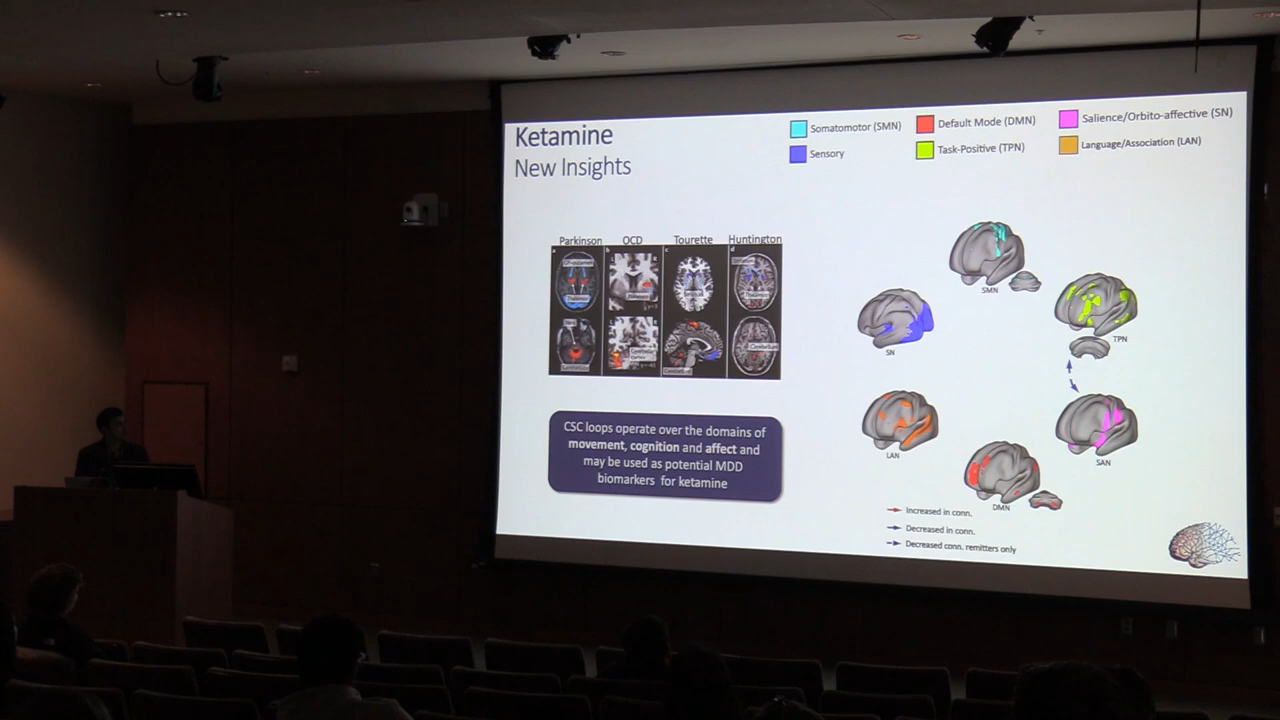 Ketamine
New Insights
Somatomotor (SMN)
Default Mode (DMN)
Salience/Orbito-affective (SN)
Sensory
Task-Positive (TPN)
Language/Association (LAN)
Parkinson OCD Tourette Huntington
a b c d
Thalamus
Cerebellum
Cerebellum
CSC loops operate over the domains of
movement, cognition and affect and
may be used as potential MDD
biomarkers for ketamine
SMN
TPN
SN
LAN
SAN
DMN
Increased in conn.
Decreased in conn.
Decreased conn. remitters only